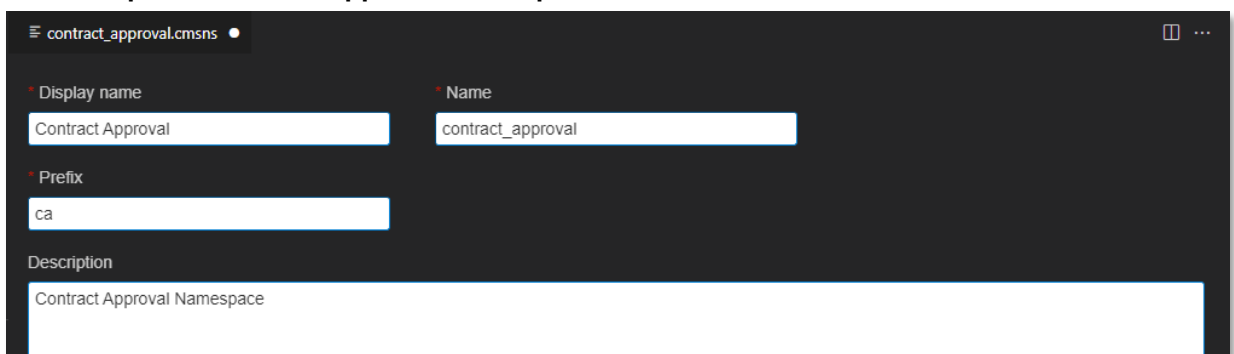 contract_approval.cmsns
* Display name
* Name
Contract Approval
contract_approval
* Prefix
ca
Description
Contract Approval Namespace